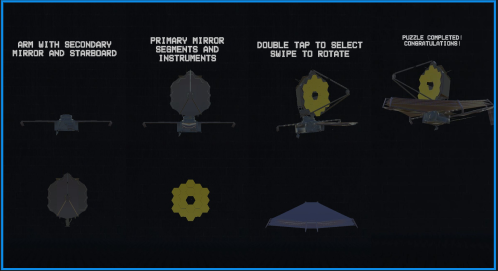 ARM WITH SECONDARY
MIRROR AND STARBOARD
PRIMARY MIRROR
SEGMENTS AND
INSTRUMENTS
DOUBLE TAP TO SELECT
SWIPE TO ROTATE
PUZZLE COMPLETED!
CONGRATULATIONS!